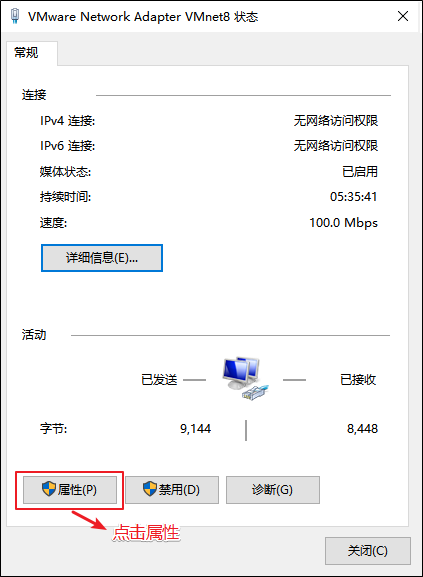 VMware Network Adapter VMnet8 状态
常规
连接
IPv4 连接: 无网络访问权限
IPv6 连接: 无网络访问权限
媒体状态: 已启用
持续时间: 05:35:41
速度: 100.0 Mbps
详细信息(E)...
活动
已发送 已接收
字节: 9,144 8,448
属性(P) 禁用(D) 诊断(G)
点击属性
关闭(C)